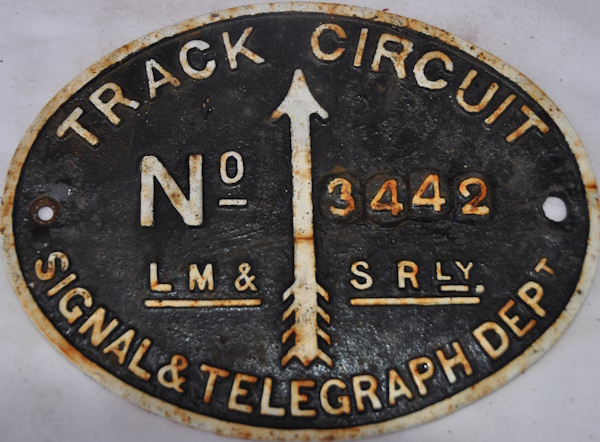 TRACK CIRCUIT
Nº 3442
LM& S RLY.
SIGNAL & TELEGRAPH DEPT